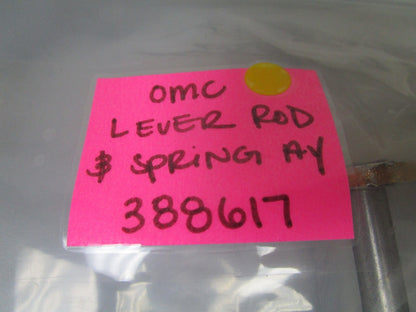 OMC
LEVER ROD
$ SPRING AY
388617